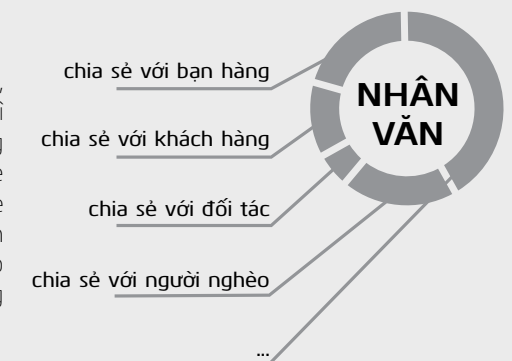 chia sẻ với bạn hàng
NHÂN
VĂN
chia sẻ với khách hàng
chia sẻ với đối tác
chia sẻ với người nghèo
...